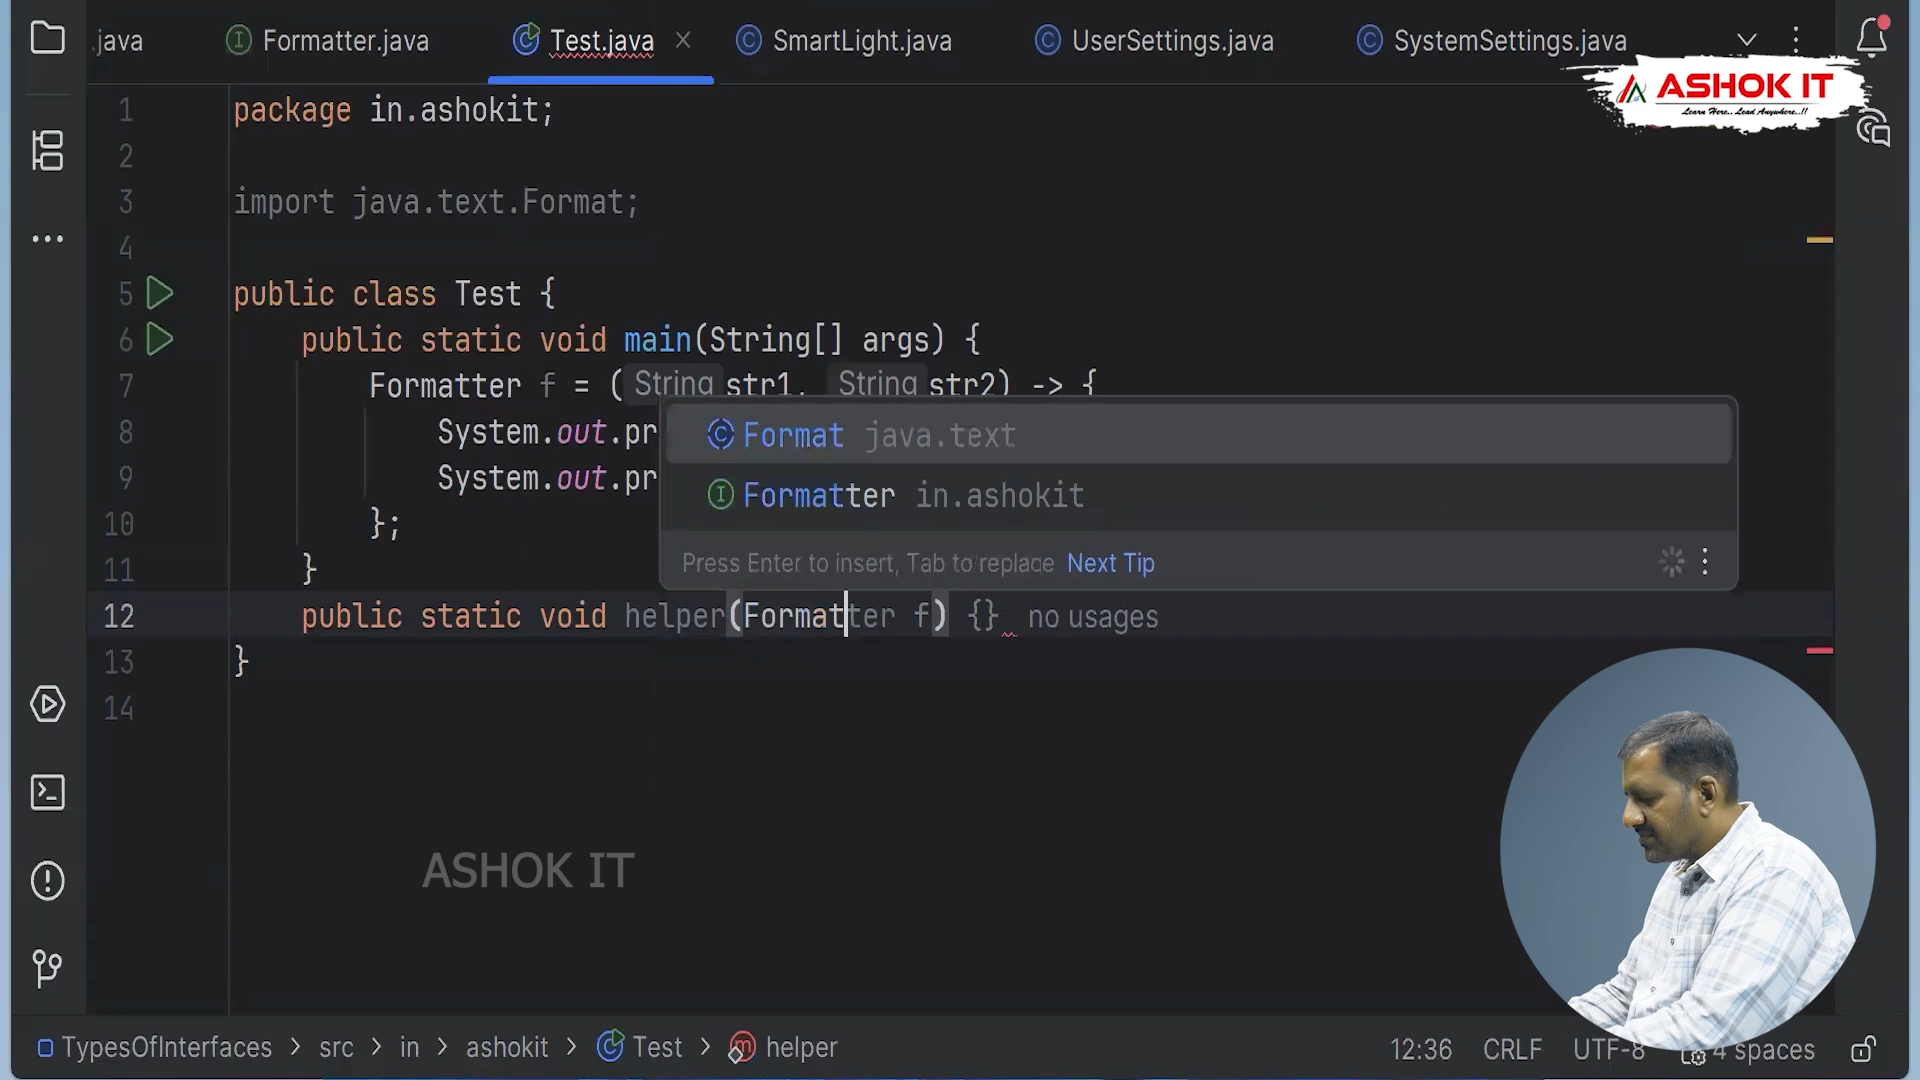 .java Formatter.java Test.java SmartLight.java UserSettings.java SystemSettings.java
ASHOK IT
Learn Here.. Lead Anywhere..!!
1 package in.ashokit;
2
3 import java.text.Format;
4
5 public class Test {
6 public static void main(String[] args) {
7 Formatter f = ( String str1, String str2) -> {
8 System.out.pr
9 System.out.pr
10 };
11 }
12 public static void helper(Formatter f) {} no usages
13 }
14
Format java.text
Formatter in.ashokit
Press Enter to insert, Tab to replace Next Tip
ASHOK IT
TypesOfInterfaces > src > in > ashokit > Test > helper 12:36 CRLF UTF-8 4 spaces